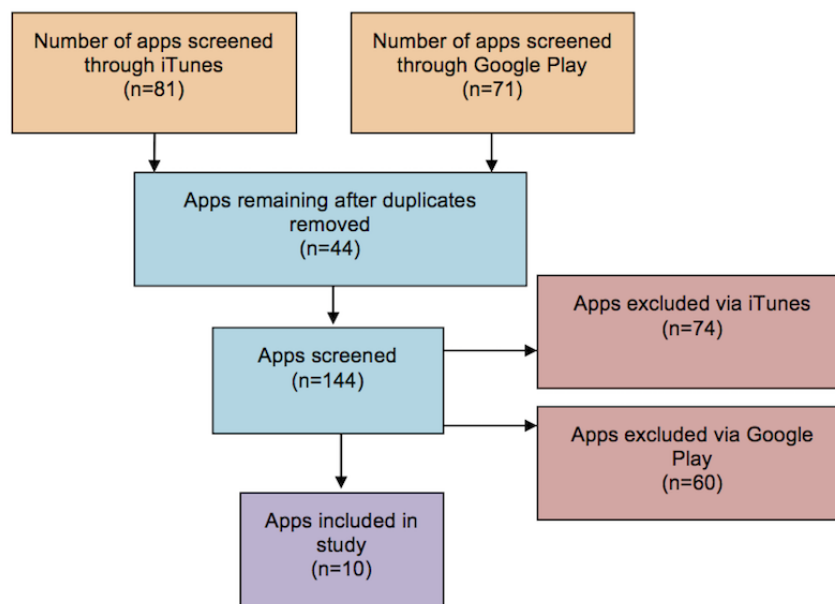 Number of apps screened
through iTunes
(n=81)
Number of apps screened
through Google Play
(n=71)
Apps remaining after duplicates
removed
(n=44)
Apps excluded via iTunes
(n=74)
Apps screened
(n=144)
Apps excluded via Google
Play
(n=60)
Apps included in
study
(n=10)